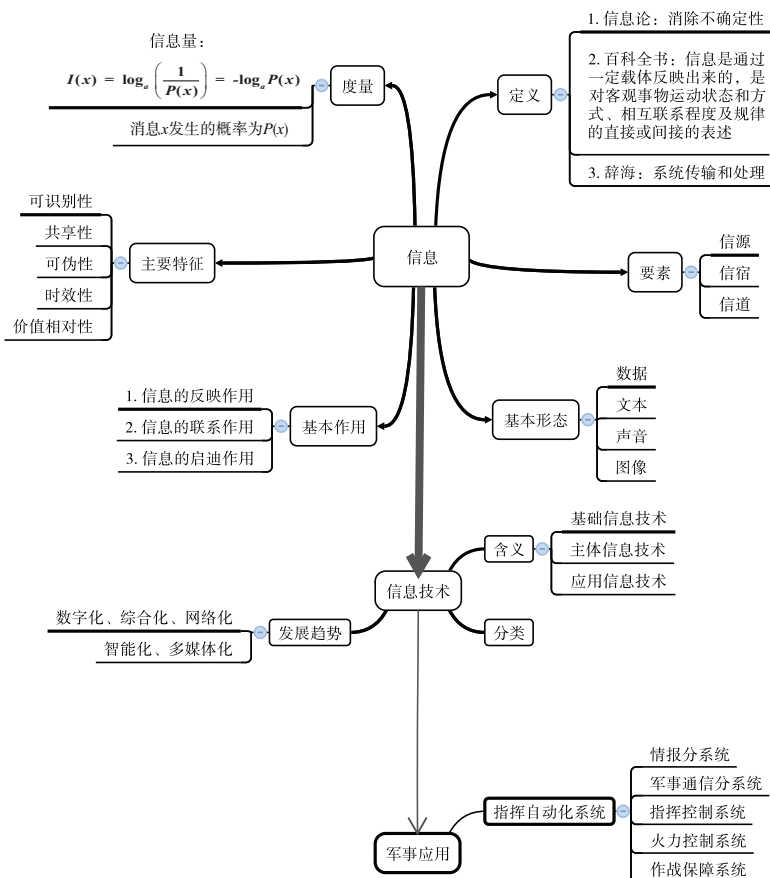 信息量：
I(x) = logₐ (1/P(x)) = -logₐ P(x)
消息x发生的概率为P(x)
度量
定义
1. 信息论：消除不确定性
2. 百科全书：信息是通过
一定载体反映出来的，是
对客观事物运动状态和方
式、相互联系程度及规律
的直接或间接的表述
3. 辞海：系统传输和处理
可识别性
共享性
可伪性
时效性
价值相对性
主要特征
信息
要素
信源
信宿
信道
1. 信息的反映作用
2. 信息的联系作用
3. 信息的启迪作用
基本作用
基本形态
数据
文本
声音
图像
信息技术
含义
基础信息技术
主体信息技术
应用信息技术
数字化、综合化、网络化
智能化、多媒体化
发展趋势
分类
军事应用
指挥自动化系统
情报分系统
军事通信分系统
指挥控制系统
火力控制系统
作战保障系统